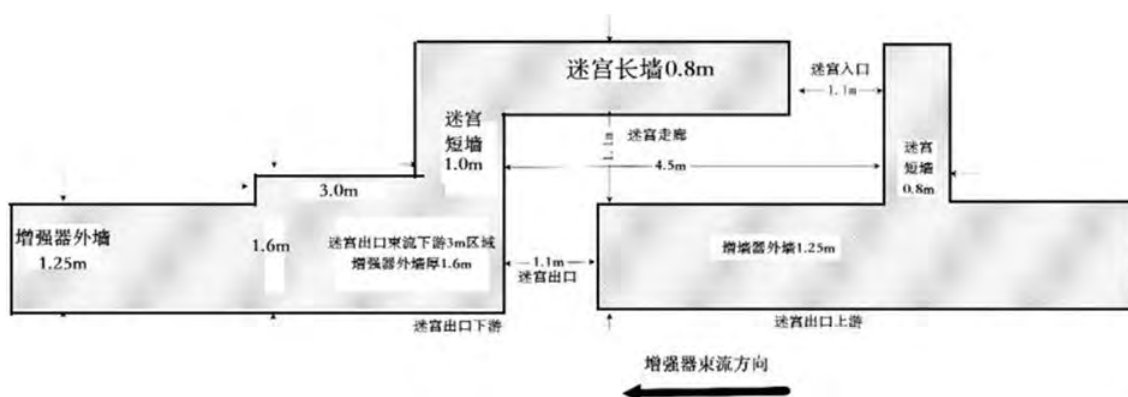 迷宫长墙0.8m
迷宫入口
1.1m
迷宫
短墙
1.0m
1.1m
迷宫走廊
4.5m
迷宫
短墙
0.8m
3.0m
增强器外墙
1.25m
1.6m
迷宫出口束流下游3m区域
增强器外墙厚1.6m
1.1m
迷宫出口
增墙器外墙1.25m
迷宫出口下游
迷宫出口上游
增强器束流方向